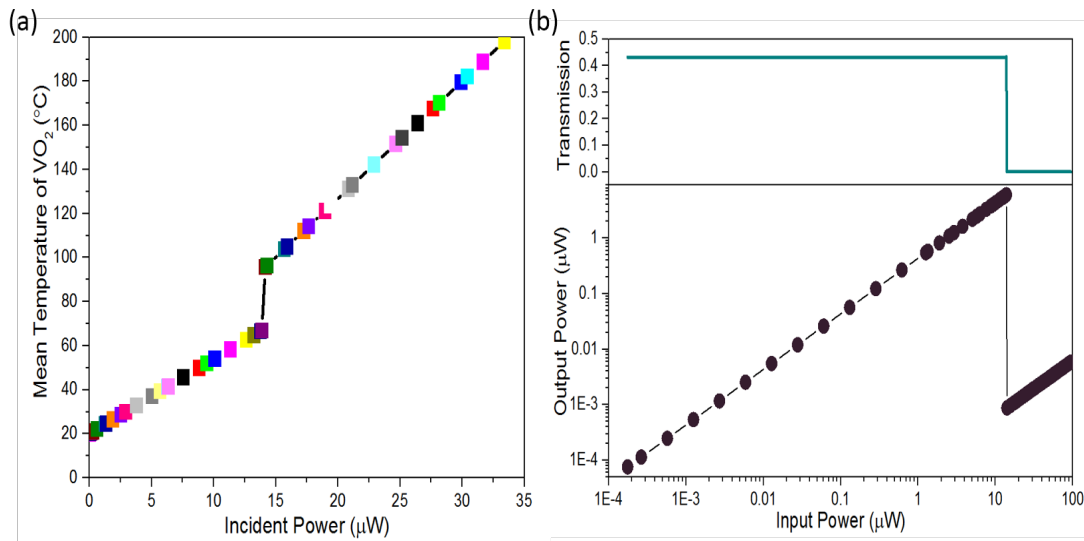 (a)
200
180
160
140
120
100
80
60
40
20
0
Mean Temperature of VO₂ (°C)
L
0 5 10 15 20 25 30 35
Incident Power (μW)
(b)
0.5
0.4
0.3
0.2
0.1
0.0
Transmission
1
0.1
0.01
1E-3
1E-4
Output Power (μW)
1E-4 1E-3 0.01 0.1 1 10 100
Input Power (μW)